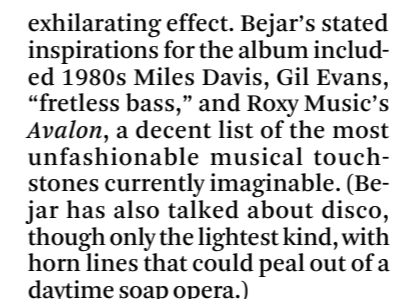 exhilarating effect. Bejar’s stated
inspirations for the album includ-
ed 1980s Miles Davis, Gil Evans,
“fretless bass,” and Roxy Music’s
Avalon, a decent list of the most
unfashionable musical touch-
stones currently imaginable. (Be-
jar has also talked about disco,
though only the lightest kind, with
horn lines that could peal out of a
daytime soap opera.)